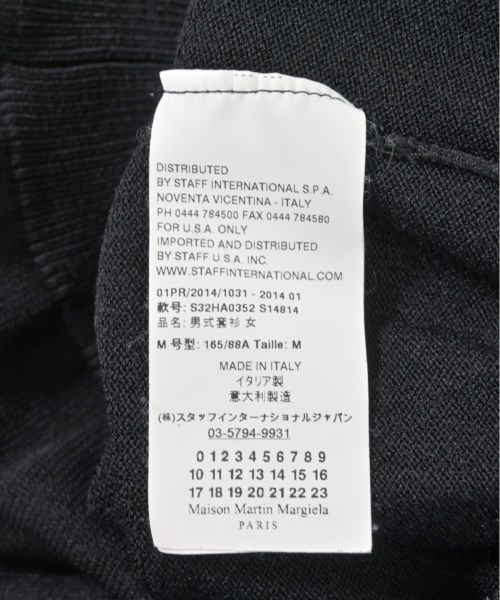 DISTRIBUTED
BY STAFF INTERNATIONAL S.P.A.
NOVENTA VICENTINA - ITALY
PH 0444 784500 FAX 0444 784580
FOR U.S.A. ONLY
IMPORTED AND DISTRIBUTED
BY STAFF U.S.A. INC.
WWW.STAFFINTERNATIONAL.COM
01PR/2014/1031 - 2014 01
款号: S32HA0352 S14814
品名: 男式套衫 女
M 号型: 165/88A Taille: M
MADE IN ITALY
イタリア製
意大利製造
(株)スタッフインターナショナルジャパン
03-5794-9931
0 1 2 3 4 5 6 7 8 9
10 11 12 13 14 15 16
17 18 19 20 21 22 23
Maison Martin Margiela
PARIS